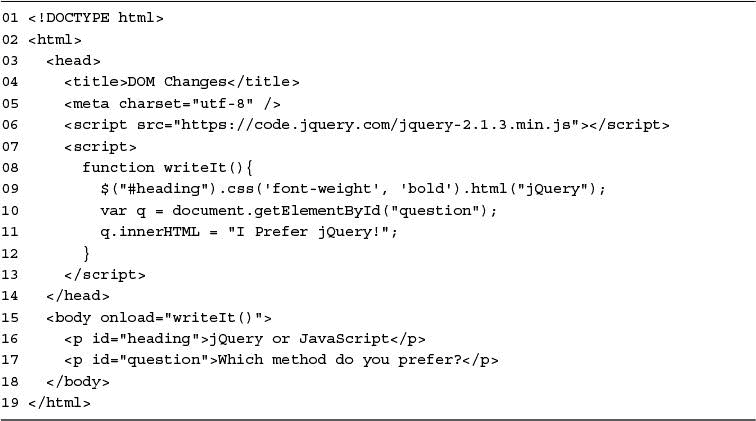 01 <!DOCTYPE html>
02 <html>
03   <head>
04     <title>DOM Changes</title>
05     <meta charset="utf-8" />
06     <script src="https://code.jquery.com/jquery-2.1.3.min.js"></script>
07     <script>
08       function writeIt(){
09         $("#heading").css('font-weight', 'bold').html("jQuery");
10         var q = document.getElementById("question");
11         q.innerHTML = "I Prefer jQuery!";
12       }
13     </script>
14   </head>
15   <body onload="writeIt()">
16     <p id="heading">jQuery or JavaScript</p>
17     <p id="question">Which method do you prefer?</p>
18   </body>
19 </html>